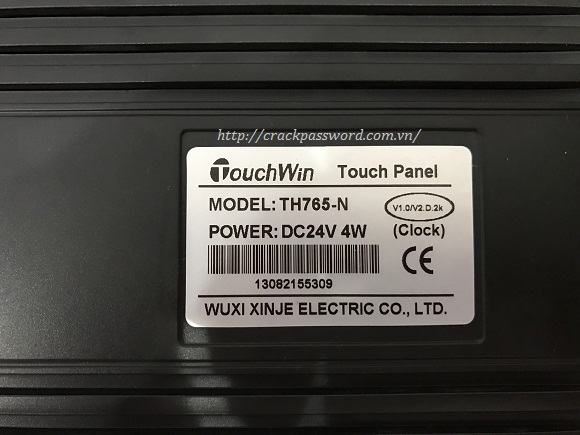 http://crackpassword.com.vn/
TouchWin Touch Panel
MODEL: TH765-N V1.0/V2.D.2k
POWER: DC24V 4W (Clock)
CE
13082155309
WUXI XINJE ELECTRIC CO., LTD.